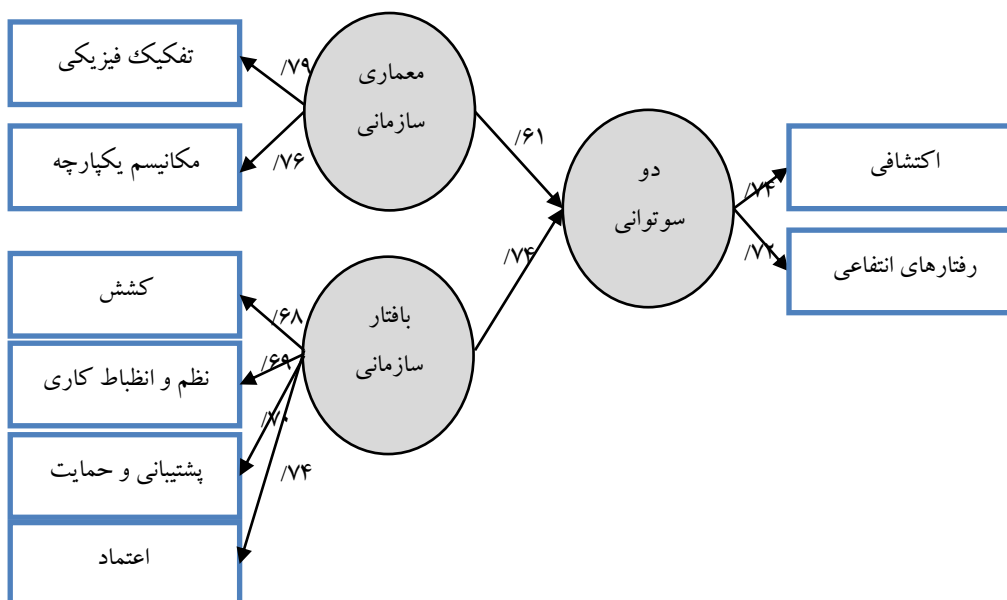 تفکیک فیزیکی
/۷۹
معماری
سازمانی
مکانیسم یکپارچه
/۷۶
/۶۱
دو
سوتوانی
/۷۴
اکتشافی
/۷۲
رفتارهای انتفاعی
/۷۴
کشش
/۶۸
بافتار
سازمانی
/۶۹
نظم و انظباط کاری
/۷۰
پشتیبانی و حمایت
/۷۴
اعتماد